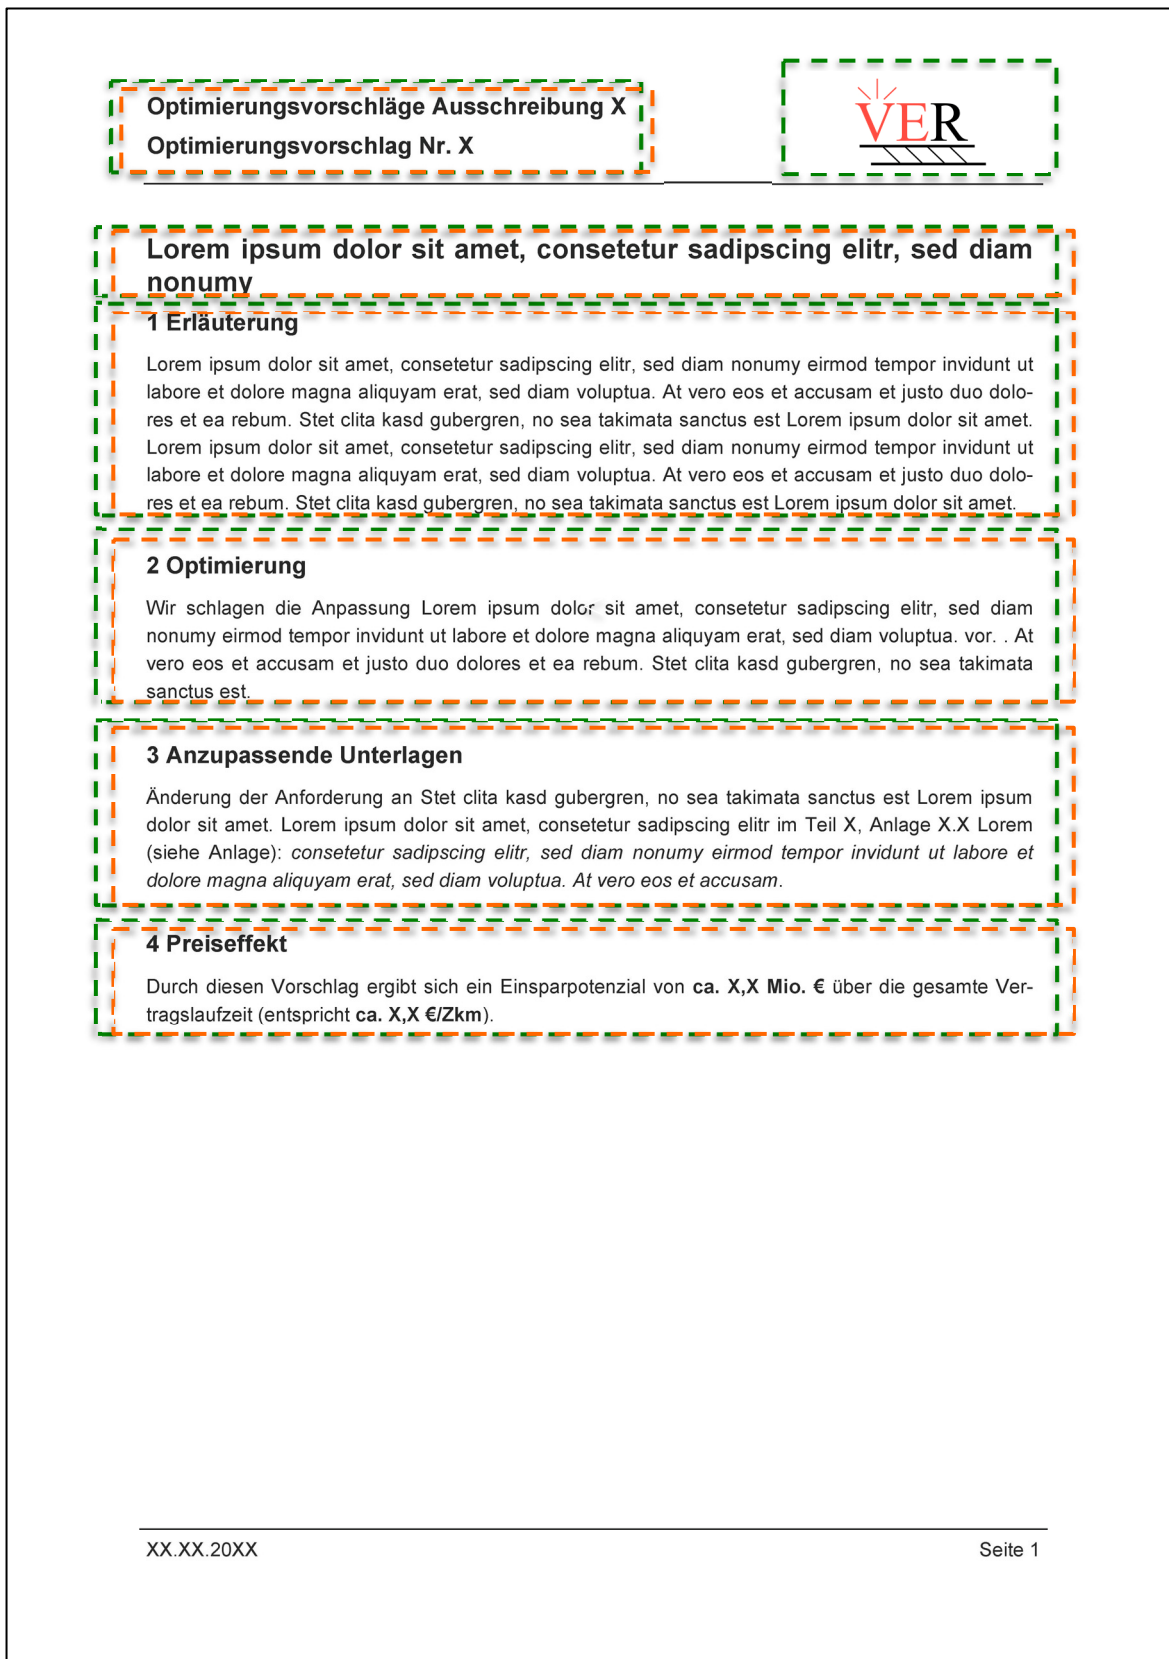 Optimierungsvorschläge Ausschreibung X
Optimierungsvorschlag Nr. X
VER
Lorem ipsum dolor sit amet, consetetur sadipscing elitr, sed diam
nonumy
1 Erläuterung
Lorem ipsum dolor sit amet, consetetur sadipscing elitr, sed diam nonumy eirmod tempor invidunt ut
labore et dolore magna aliquyam erat, sed diam voluptua. At vero eos et accusam et justo duo dolo-
res et ea rebum. Stet clita kasd gubergren, no sea takimata sanctus est Lorem ipsum dolor sit amet.
Lorem ipsum dolor sit amet, consetetur sadipscing elitr, sed diam nonumy eirmod tempor invidunt ut
labore et dolore magna aliquyam erat, sed diam voluptua. At vero eos et accusam et justo duo dolo-
res et ea rebum. Stet clita kasd gubergren, no sea takimata sanctus est Lorem ipsum dolor sit amet.
2 Optimierung
Wir schlagen die Anpassung Lorem ipsum dolor sit amet, consetetur sadipscing elitr, sed diam
nonumy eirmod tempor invidunt ut labore et dolore magna aliquyam erat, sed diam voluptua. vor. . At
vero eos et accusam et justo duo dolores et ea rebum. Stet clita kasd gubergren, no sea takimata
sanctus est.
3 Anzupassende Unterlagen
Änderung der Anforderung an Stet clita kasd gubergren, no sea takimata sanctus est Lorem ipsum
dolor sit amet. Lorem ipsum dolor sit amet, consetetur sadipscing elitr im Teil X, Anlage X.X Lorem
(siehe Anlage): consetetur sadipscing elitr, sed diam nonumy eirmod tempor invidunt ut labore et
dolore magna aliquyam erat, sed diam voluptua. At vero eos et accusam.
4 Preiseffekt
Durch diesen Vorschlag ergibt sich ein Einsparpotenzial von ca. X,X Mio. € über die gesamte Ver-
tragslaufzeit (entspricht ca. X,X €/Zkm).
XX.XX.20XX
Seite 1